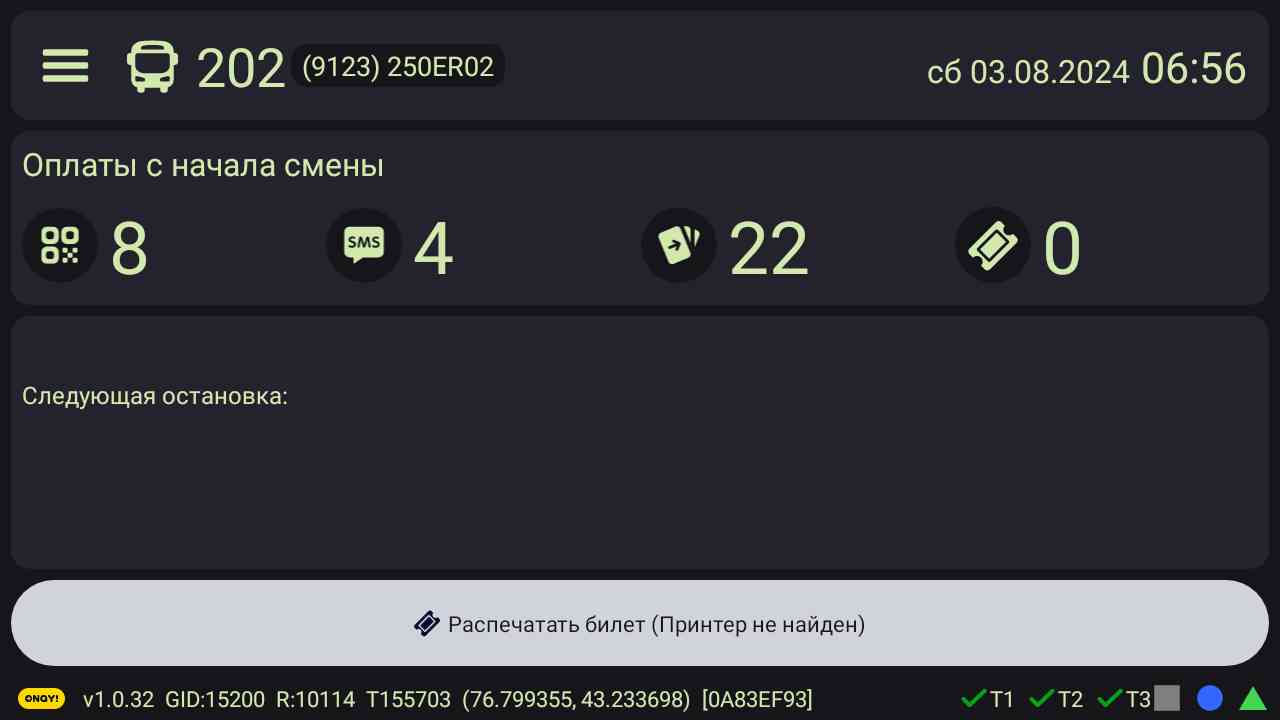 202 (9123) 250ER02 сб 03.08.2024 06:56
Оплаты с начала смены
8 SMS 4 22 0
Следующая остановка:
Распечатать билет (Принтер не найден)
ONAY! v1.0.32 GID:15200 R:10114 T155703 (76.799355, 43.233698) [0A83EF93] T1 T2 T3